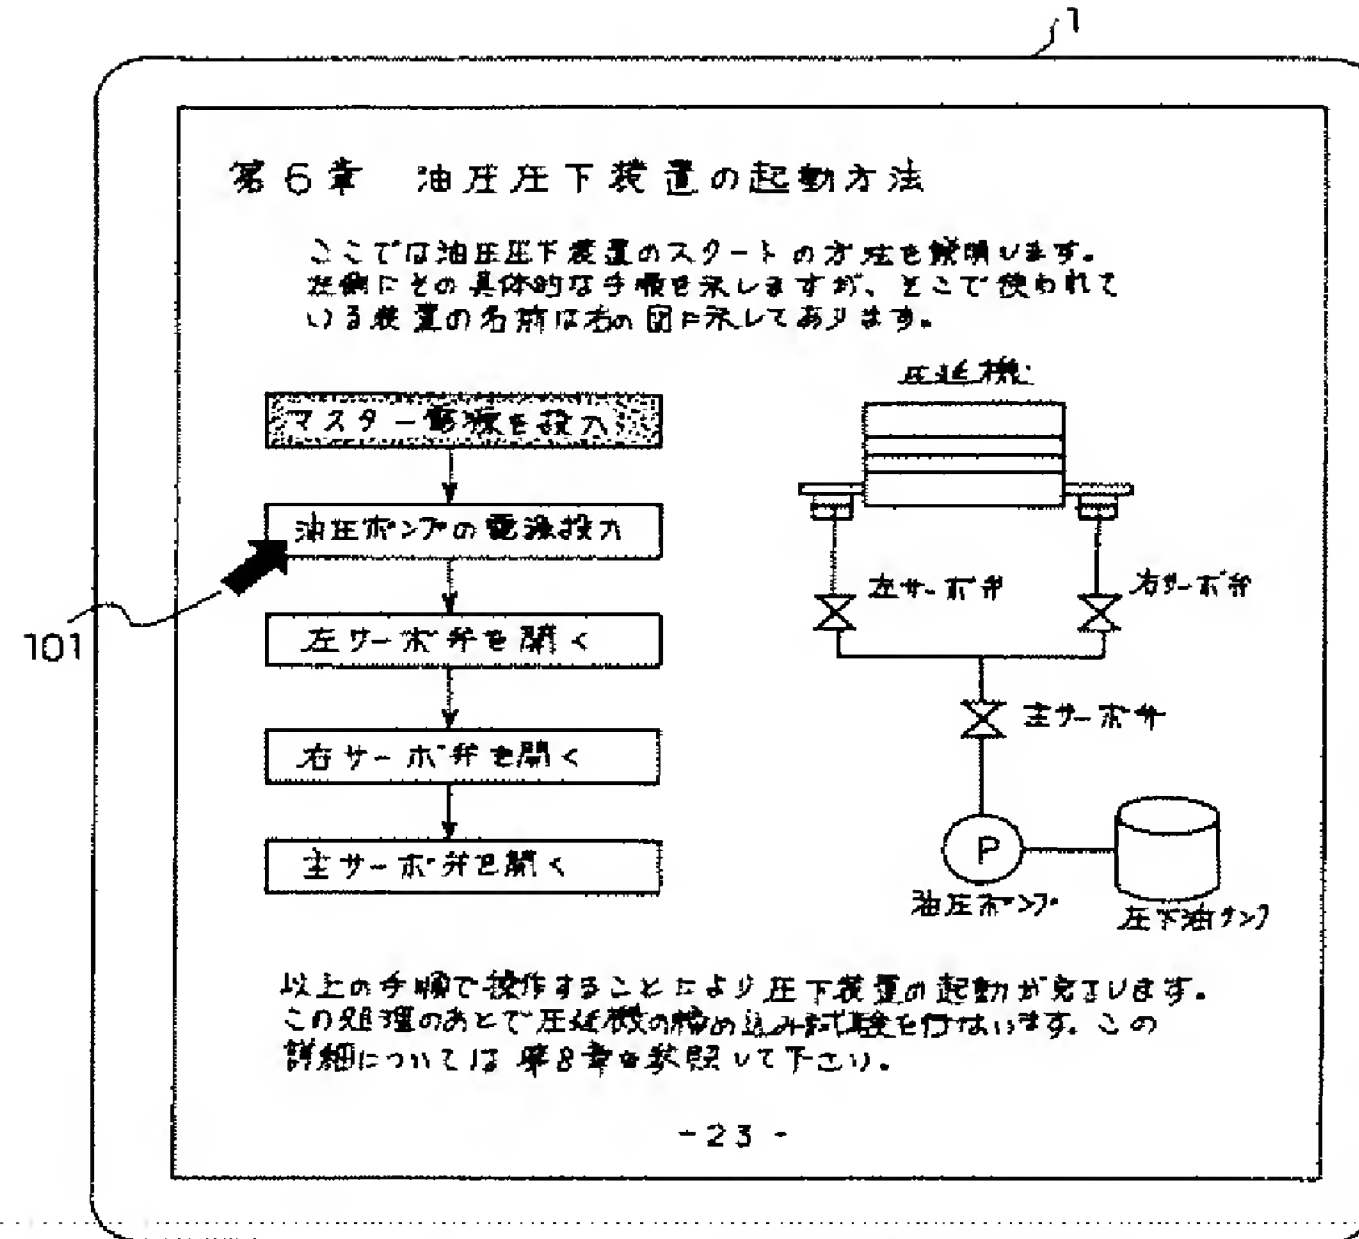 1
第6章 油圧圧下装置の起動方法
ここでは油圧圧下装置のスタートの方法を説明します。
左側にその具体的な手順を示しますが、そこで使われて
いる装置の名前は右の図に示してあります。
圧延機
マスター電源を投入
油圧ポンプの電源投入
左サーボ弁
右サーボ弁
101
左サーボ弁を開く
主サーボ弁
右サーボ弁を開く
P
主サーボ弁を開く
油圧ポンプ
圧下油タンク
以上の手順で操作することにより圧下装置の起動が完了します。
この処理のあとで圧延機の締め込み試験を行ないます。この
詳細については第8章を参照して下さい。
-23-